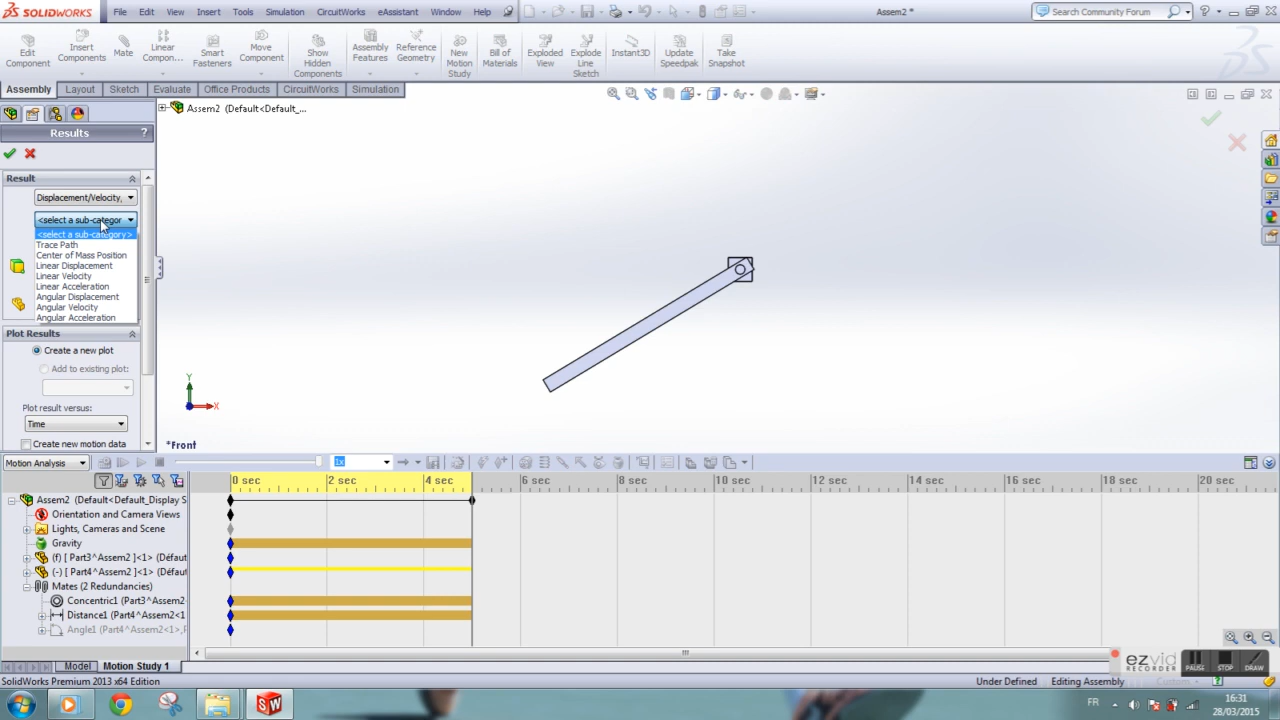 SOLIDWORKS File Edit View Insert Tools Simulation CircuitWorks eAssistant Window Help Assem2 * Search Community Forum
Edit Component
Insert Components
Mate
Linear Compon...
Smart Fasteners
Move Component
Show Hidden Components
Assembly Features
Reference Geometry
New Motion Study
Bill of Materials
Exploded View
Explode Line Sketch
Instant3D
Update Speedpak
Take Snapshot
Assembly Layout Sketch Evaluate Office Products CircuitWorks Simulation
Assem2 (Default<Default_...
Results ?
Result
Displacement/Velocity,
<select a sub-categor
<select a sub-category>
Trace Path
Center of Mass Position
Linear Displacement
Linear Velocity
Linear Acceleration
Angular Displacement
Angular Velocity
Angular Acceleration
Plot Results
Create a new plot
Add to existing plot:
Plot result versus:
Time
Create new motion data
Y
X
*Front
Motion Analysis 1x
0 sec 2 sec 4 sec 6 sec 8 sec 10 sec 12 sec 14 sec 16 sec 18 sec 20 sec
Assem2 (Default<Default_Display S
Orientation and Camera Views
Lights, Cameras and Scene
Gravity
(f) [ Part3^Assem2 ]<1> (Défaut
(-) [ Part4^Assem2 ]<1> (Défaut
Mates (2 Redundancies)
Concentric1 (Part3^Assem2
Distance1 (Part4^Assem2<1
Angle1 (Part4^Assem2<1>,P
Model Motion Study 1
ezvid RECORDER PAUSE STOP DRAW
SolidWorks Premium 2013 x64 Edition Under Defined Editing Assembly Custom
FR 16:31
28/03/2015